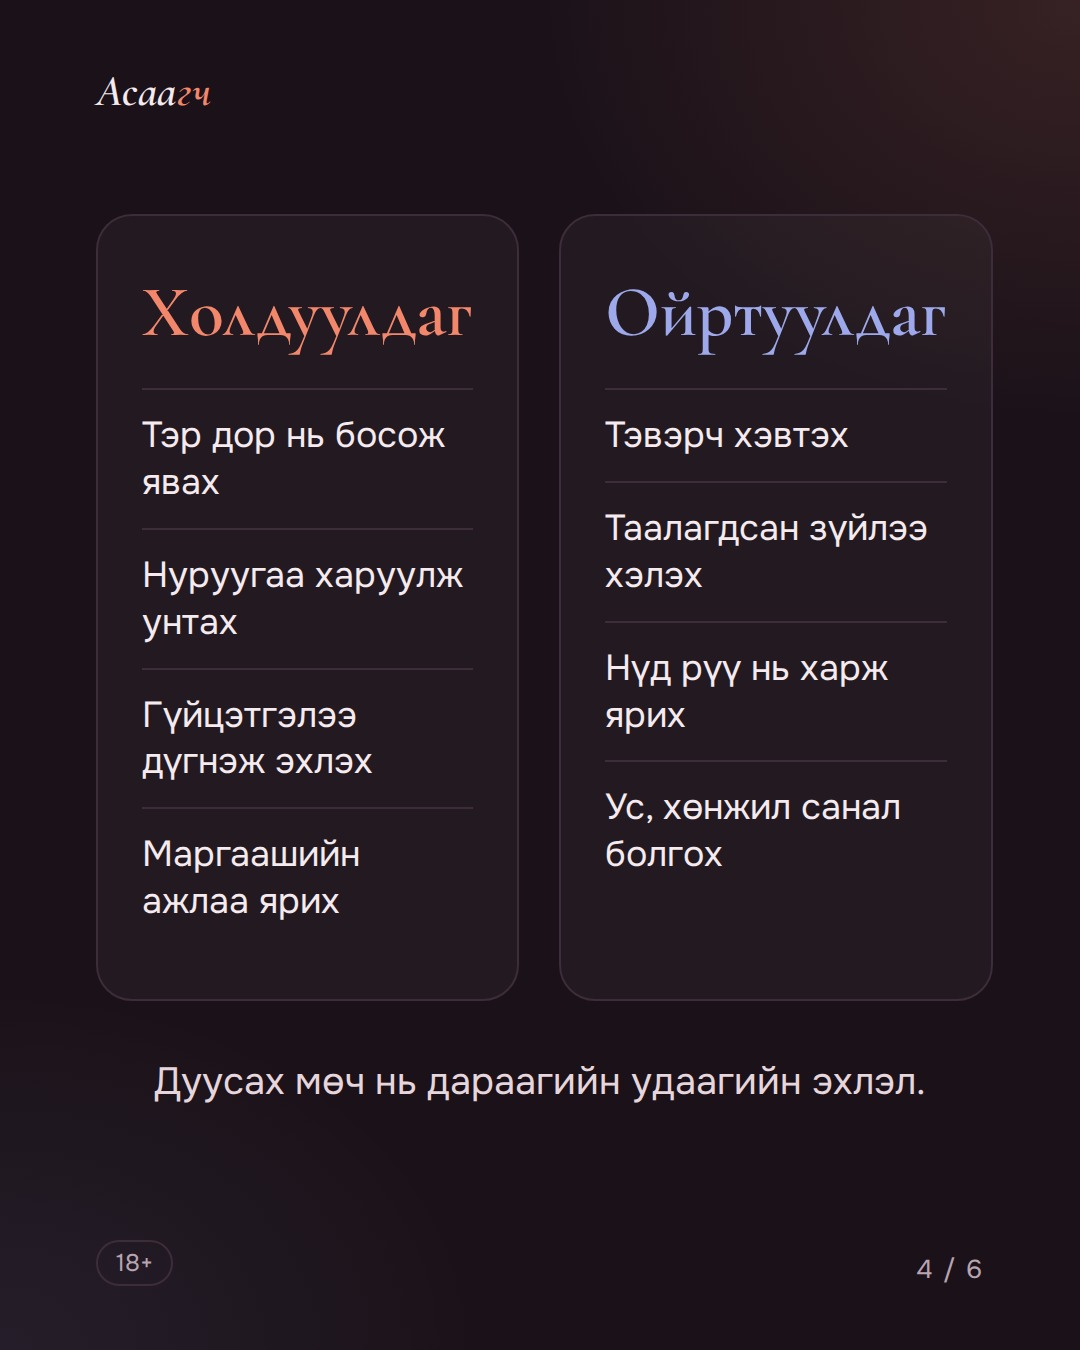 Асаагч
Холдуулдаг
Тэр дор нь босож
явах
Нуруугаа харуулж
унтах
Гүйцэтгэлээ
дүгнэж эхлэх
Маргаашийн
ажлаа ярих
Ойртуулдаг
Тэвэрч хэвтэх
Таалагдсан зүйлээ
хэлэх
Нүд рүү нь харж
ярих
Ус, хөнжил санал
болгох
Дуусах мөч нь дараагийн удаагийн эхлэл.
18+
4 / 6